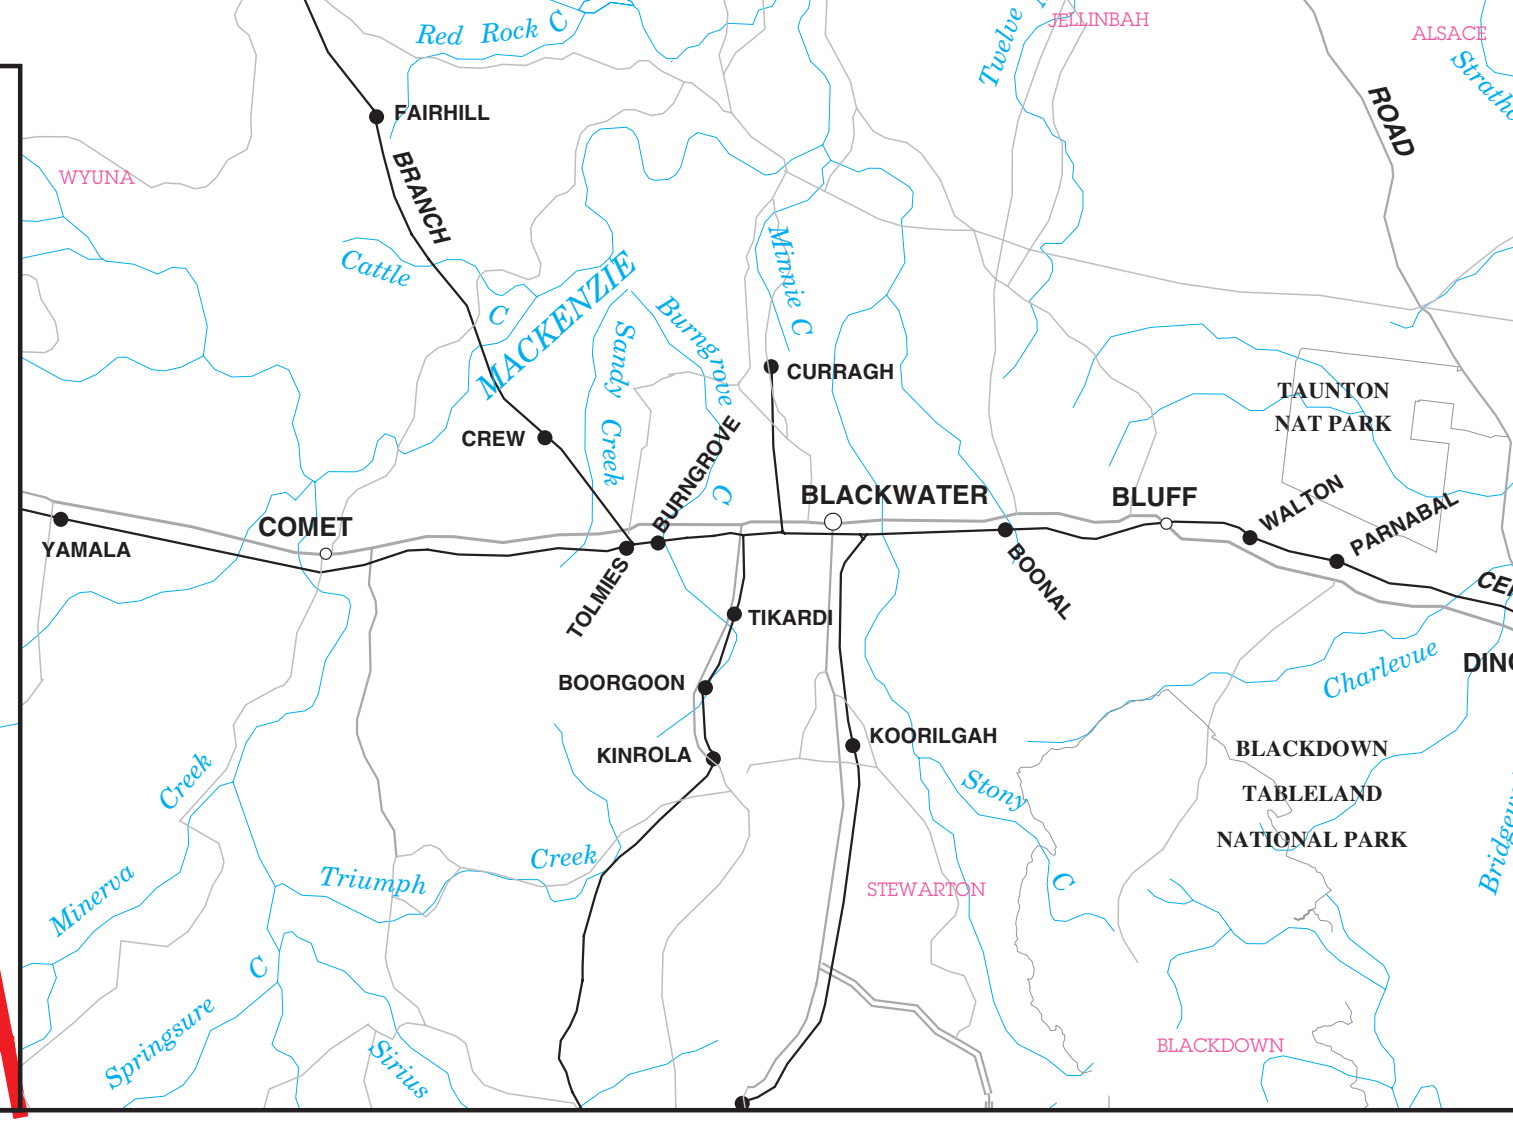 Red Rock C
Twelve
JELLINBAH
ALSACE
ROAD
FAIRHILL
BRANCH
WYUNA
Cattle
C
MACKENZIE
Sandy Creek
Burngrove
C
Minnie C
CURRAGH
TAUNTON
NAT PARK
CREW
BURNGROVE
BLACKWATER
BLUFF
WALTON
PARNABAL
COMET
YAMALA
TOLMIES
BOONAL
TIKARDI
BOORGOON
KINROLA
KOORILGAH
Charlevue
BLACKDOWN
TABLELAND
NATIONAL PARK
Stony
C
Minerva
Creek
Triumph
Creek
STEWARTON
Springsure
C
Sirius
BLACKDOWN